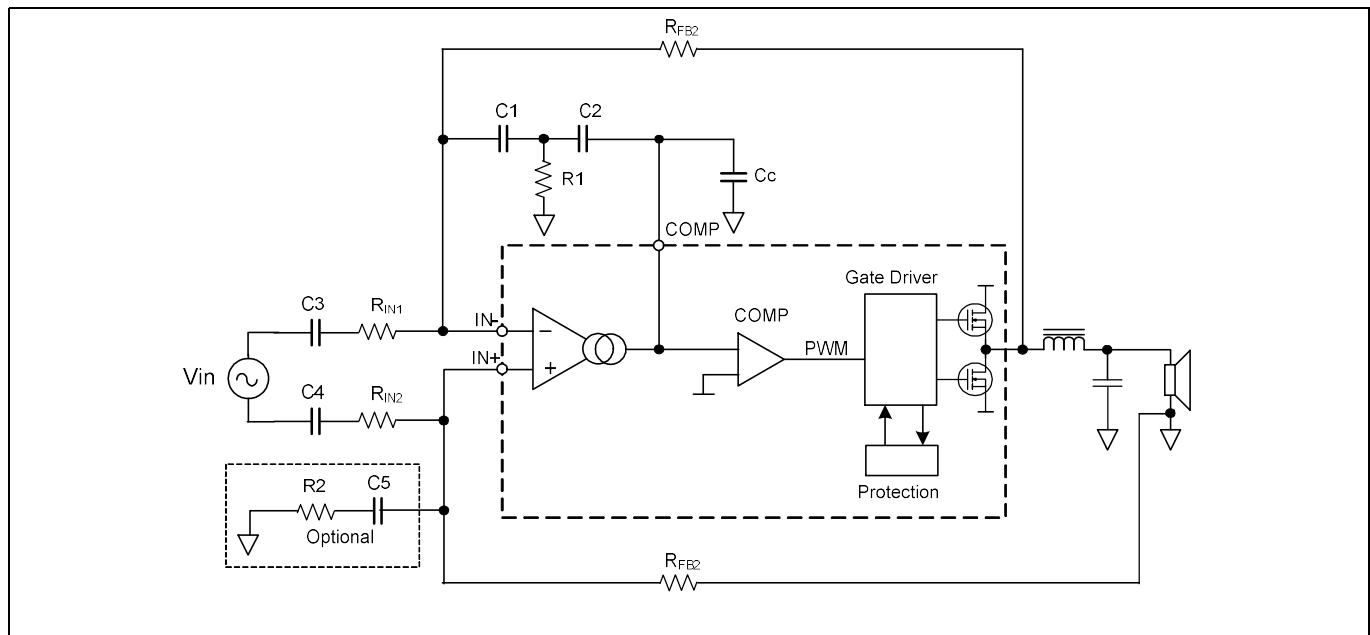 RFB2
C1
C2
R1
Cc
COMP
Gate Driver
C3
RIN1
IN-
COMP
IN+
PWM
Vin
−
+
C4
RIN2
R2
C5
Optional
Protection
RFB2